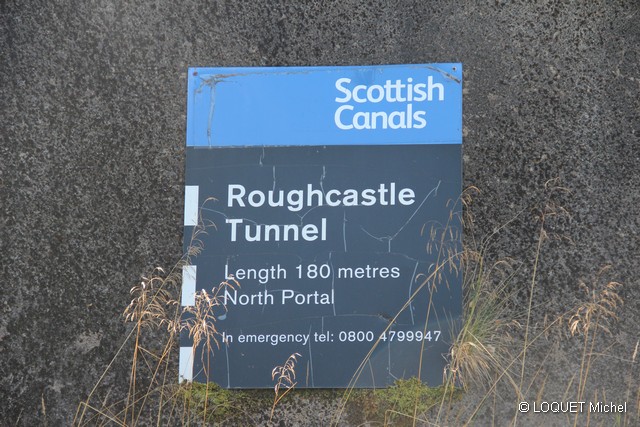 Scottish
Canals
Roughcastle
Tunnel
Length 180 metres
North Portal
In emergency tel: 0800 4799947
© LOQUET Michel